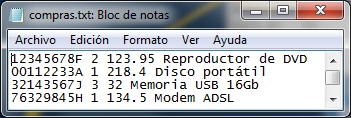 compras.txt: Bloc de notas
Archivo Edición Formato Ver Ayuda
12345678F 2 123.95 Reproductor de DVD
00112233A 1 218.4 Disco portátil
32143567J 3 32 Memoria USB 16Gb
76329845H 1 134.5 Modem ADSL